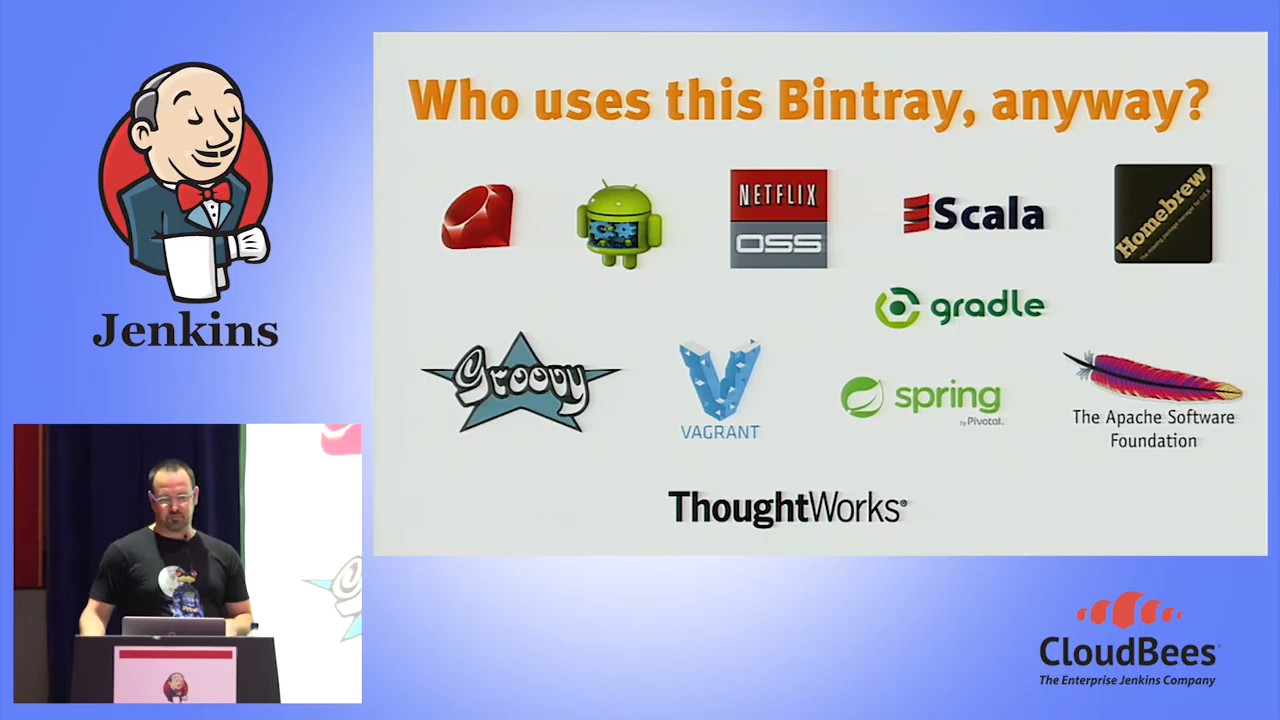 Jenkins
Who uses this Bintray, anyway?
NETFLIX
OSS
Scala
Homebrew
gradle
Groovy
VAGRANT
spring
by Pivotal
The Apache Software
Foundation
ThoughtWorks®
CloudBees
The Enterprise Jenkins Company